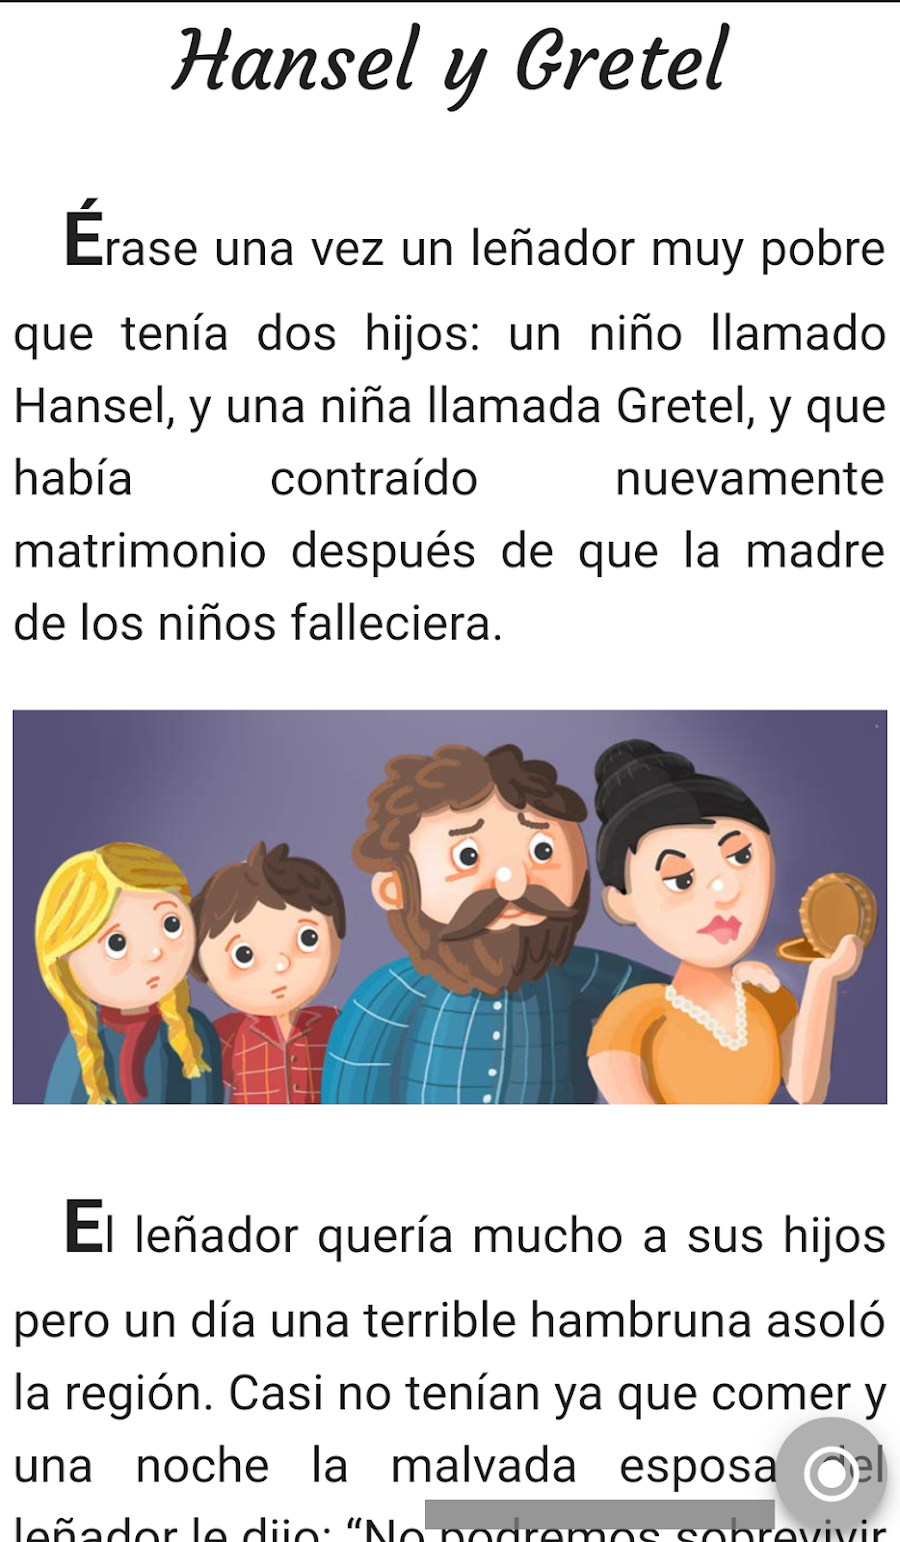 Hansel y Gretel
Érase una vez un leñador muy pobre
que tenía dos hijos: un niño llamado
Hansel, y una niña llamada Gretel, y que
había contraído nuevamente
matrimonio después de que la madre
de los niños falleciera.
El leñador quería mucho a sus hijos
pero un día una terrible hambruna asoló
la región. Casi no tenían ya que comer y
una noche la malvada esposa del
leñador le dijo: “No podremos sobrevivir